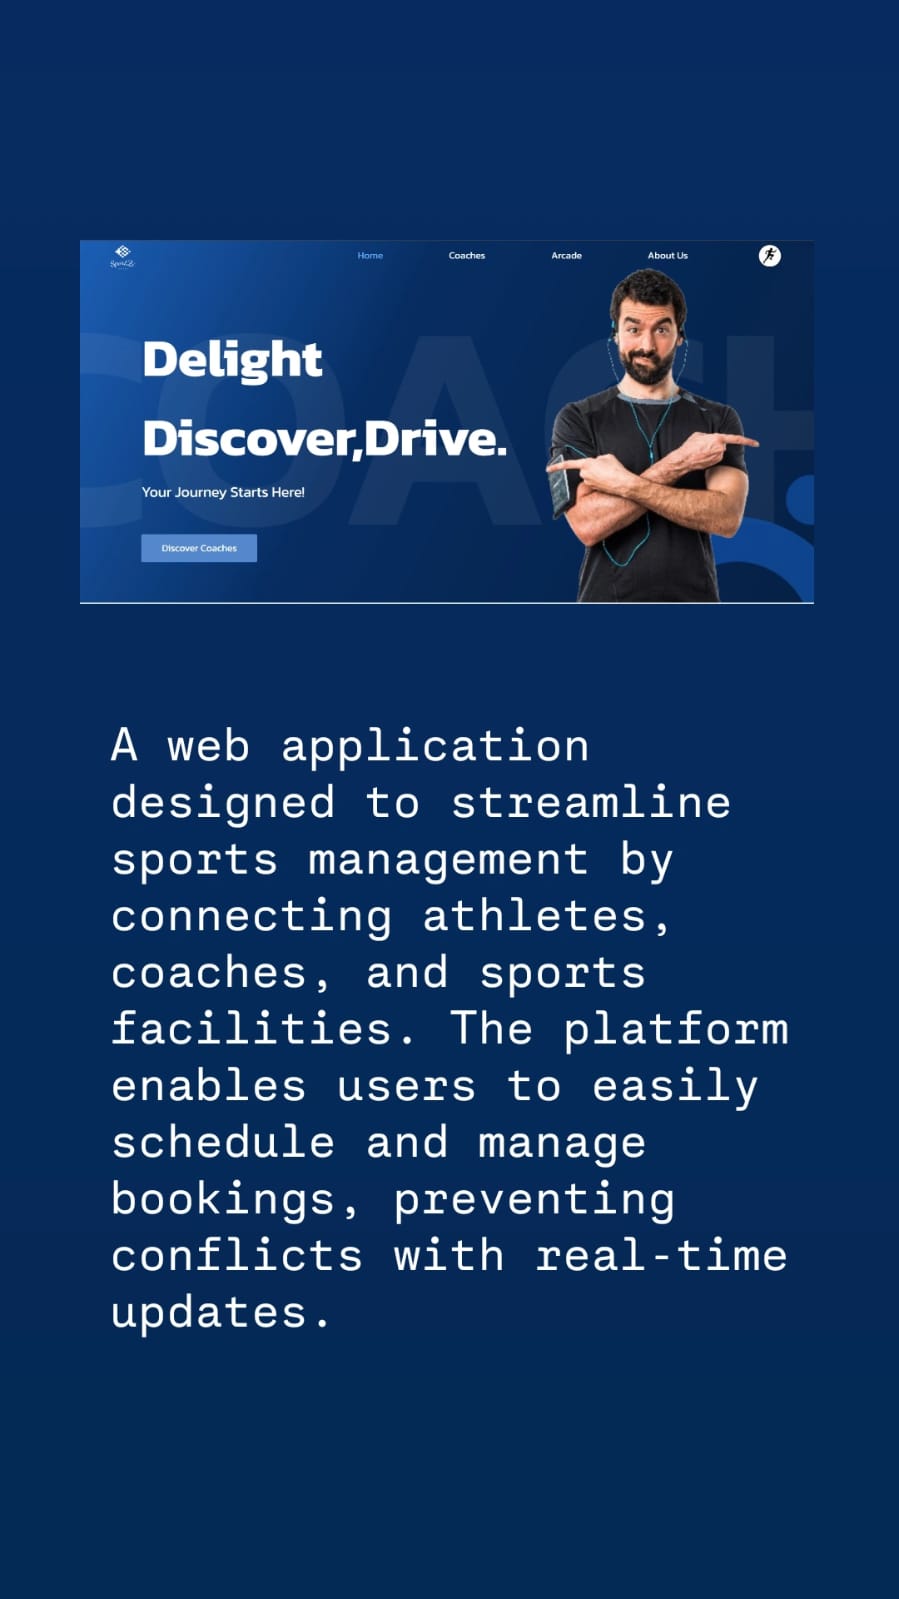 Home Coaches Arcade About Us
COACH
Delight
Discover,Drive.
Your Journey Starts Here!
Discover Coaches
A web application
designed to streamline
sports management by
connecting athletes,
coaches, and sports
facilities. The platform
enables users to easily
schedule and manage
bookings, preventing
conflicts with real-time
updates.